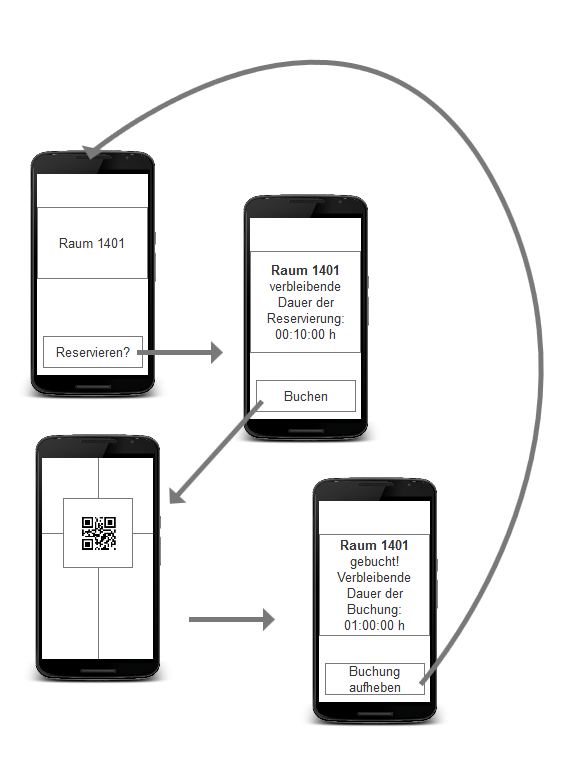 Raum 1401
Reservieren?
Raum 1401
verbleibende
Dauer der
Reservierung:
00:10:00 h
Buchen
Raum 1401
gebucht!
Verbleibende
Dauer der
Buchung:
01:00:00 h
Buchung
aufheben